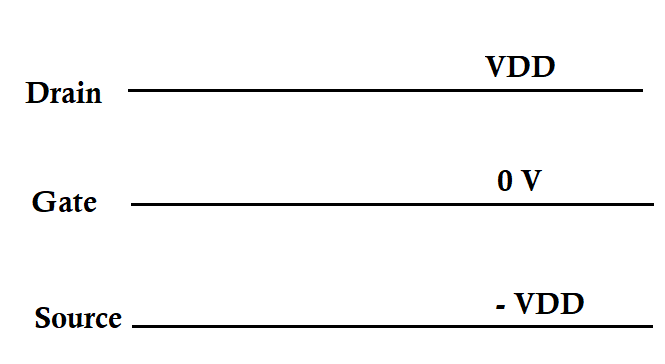 VDD
Drain
0 V
Gate
- VDD
Source